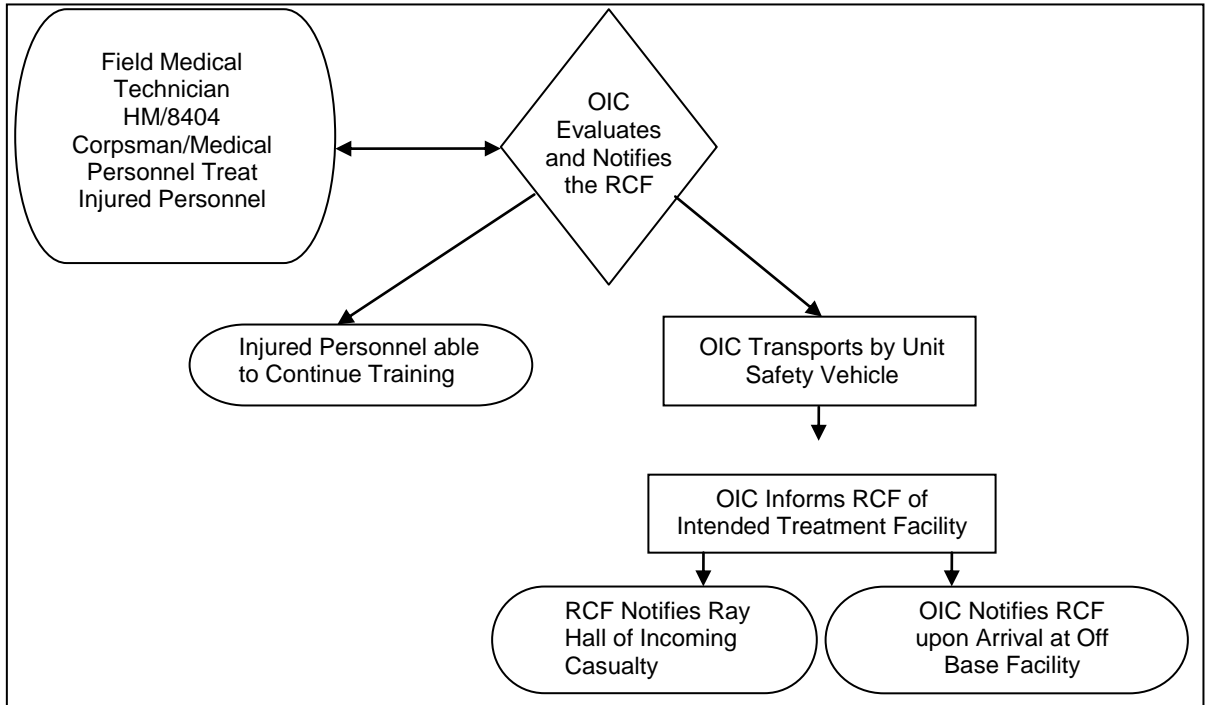 Field Medical
Technician
HM/8404
Corpsman/Medical
Personnel Treat
Injured Personnel
OIC
Evaluates
and Notifies
the RCF
Injured Personnel able
to Continue Training
OIC Transports by Unit
Safety Vehicle
OIC Informs RCF of
Intended Treatment Facility
RCF Notifies Ray
Hall of Incoming
Casualty
OIC Notifies RCF
upon Arrival at Off
Base Facility